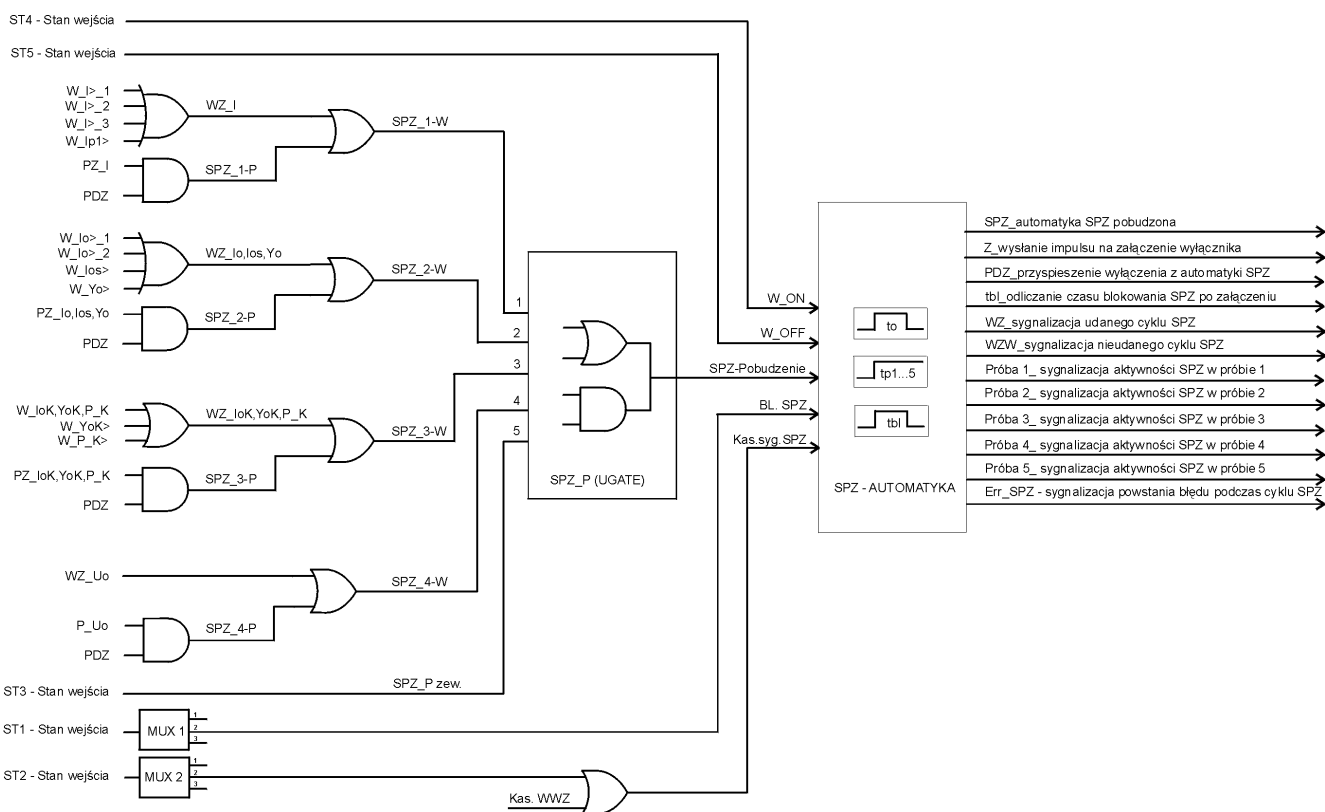 ST4 - Stan wejścia
ST5 - Stan wejścia
W_I>_1
W_I>_2
W_I>_3
W_Ip1>
WZ_I
PZ_I
PDZ
SPZ_1-P
SPZ_1-W
W_Io>_1
W_Io>_2
W_Ios>
W_Yo>
WZ_Io,Ios,Yo
PZ_Io,Ios,Yo
PDZ
SPZ_2-P
SPZ_2-W
W_IoK,YoK,P_K
W_YoK>
W_P_K>
WZ_IoK,YoK,P_K
PZ_IoK,YoK,P_K
PDZ
SPZ_3-P
SPZ_3-W
WZ_Uo
P_Uo
PDZ
SPZ_4-P
SPZ_4-W
ST3 - Stan wejścia
SPZ_P zew.
ST1 - Stan wejścia
MUX 1
1
2
3
ST2 - Stan wejścia
MUX 2
1
2
3
Kas. WWZ
1
2
3
4
5
SPZ_P (UGATE)
W_ON
W_OFF
SPZ-Pobudzenie
BL. SPZ
Kas.syg.SPZ
to
tp1...5
tbl
SPZ - AUTOMATYKA
SPZ_automatyka SPZ pobudzona
Z_wysłanie impulsu na załączenie wyłącznika
PDZ_przyspieszenie wyłączenia z automatyki SPZ
tbl_odliczanie czasu blokowania SPZ po załączeniu
WZ_sygnalizacja udanego cyklu SPZ
WZW_sygnalizacja nieudanego cyklu SPZ
Próba 1_ sygnalizacja aktywności SPZ w próbie 1
Próba 2_ sygnalizacja aktywności SPZ w próbie 2
Próba 3_ sygnalizacja aktywności SPZ w próbie 3
Próba 4_ sygnalizacja aktywności SPZ w próbie 4
Próba 5_ sygnalizacja aktywności SPZ w próbie 5
Err_SPZ - sygnalizacja powstania błędu podczas cyklu SPZ